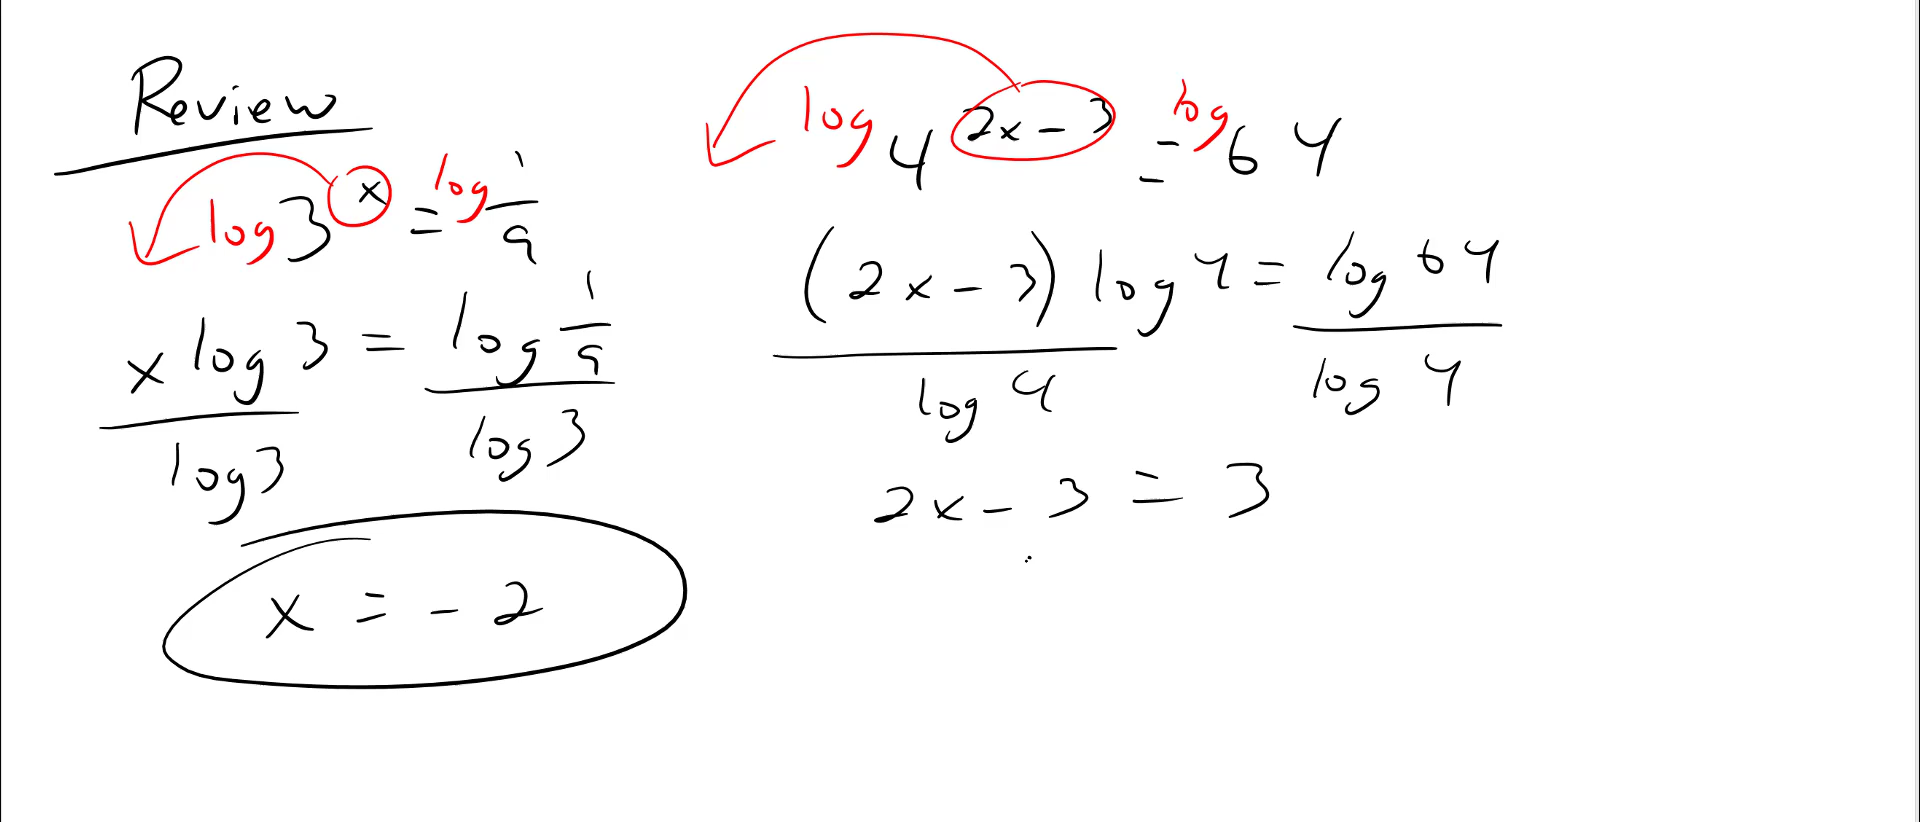 Review
log 3^x = log 1/9
x log 3 = log 1/9
log 3 log 3
x = -2
log 4^(2x-3) = log 64
(2x-3) log 4 = log 64
log 4 log 4
2x - 3 = 3